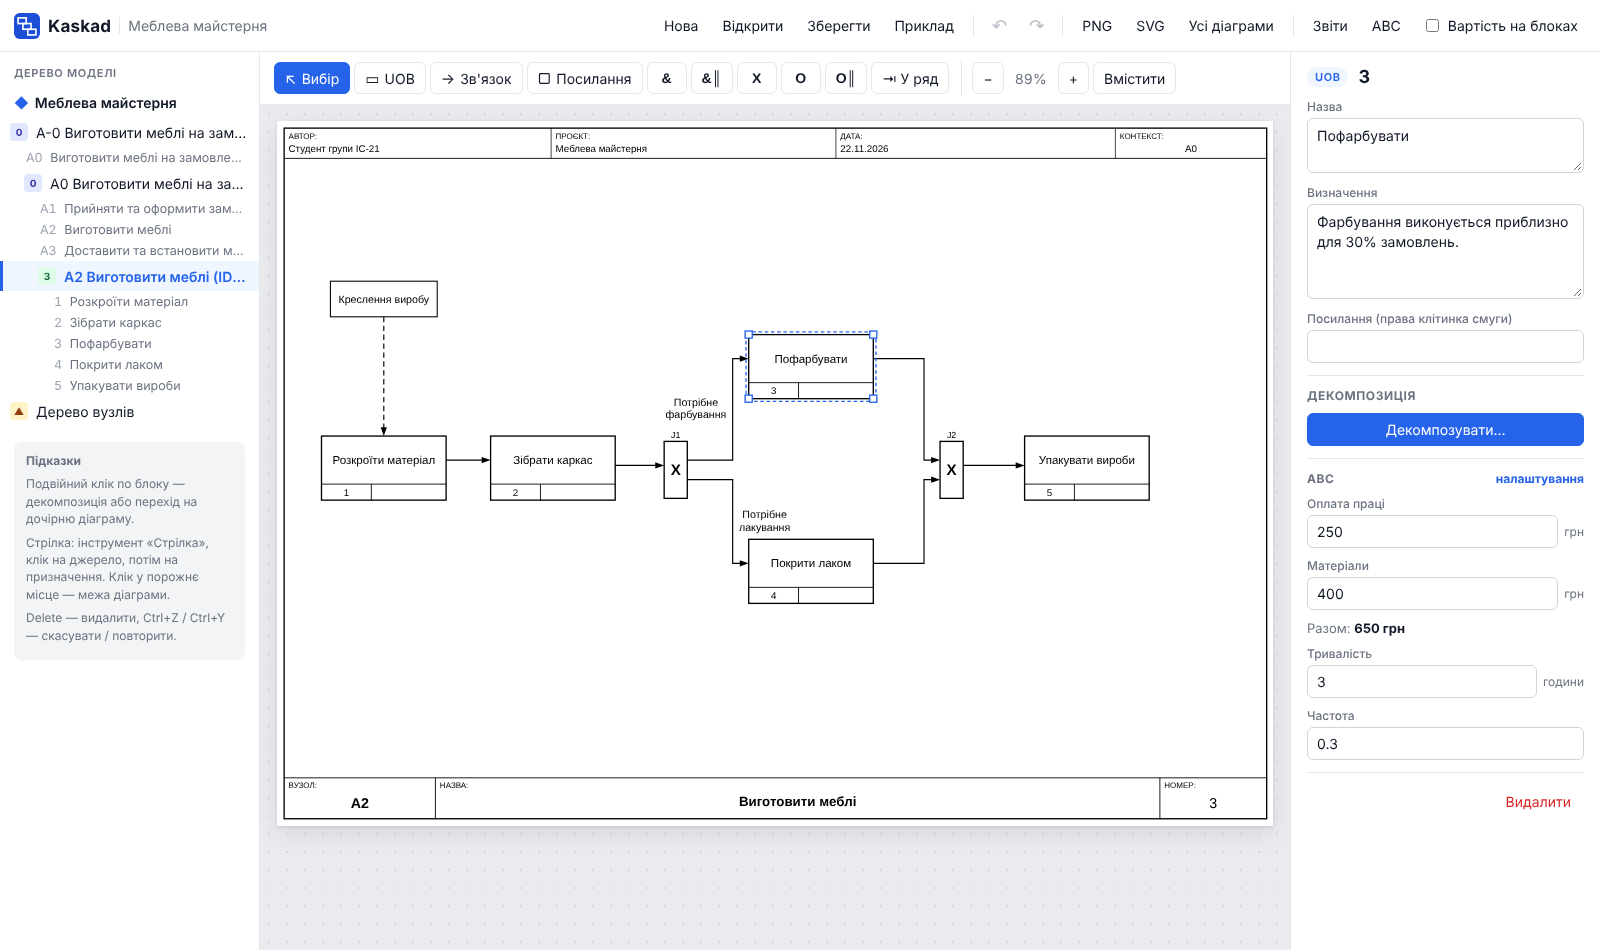 Kaskad
Меблева майстерня
Нова
Відкрити
Зберегти
Приклад
PNG
SVG
Усі діаграми
Звіти
ABC
Вартість на блоках
ДЕРЕВО МОДЕЛІ
Меблева майстерня
0 A-0 Виготовити меблі на зам...
A0 Виготовити меблі на замовле...
0 A0 Виготовити меблі на за...
A1 Прийняти та оформити зам...
A2 Виготовити меблі
A3 Доставити та встановити м...
3 A2 Виготовити меблі (ID...
1 Розкроїти матеріал
2 Зібрати каркас
3 Пофарбувати
4 Покрити лаком
5 Упакувати вироби
Дерево вузлів
Підказки
Подвійний клік по блоку —
декомпозиція або перехід на
дочірню діаграму.
Стрілка: інструмент «Стрілка»,
клік на джерело, потім на
призначення. Клік у порожнє
місце — межа діаграми.
Delete — видалити, Ctrl+Z / Ctrl+Y
— скасувати / повторити.
Вибір
UOB
Зв'язок
Посилання
&
&||
X
O
O||
У ряд
−
89%
+
Вмістити
АВТОР:
Студент групи ІС-21
ПРОЄКТ:
Меблева майстерня
ДАТА:
22.11.2026
КОНТЕКСТ:
A0
Креслення виробу
Пофарбувати
3
Потрібне
фарбування
J1
J2
Розкроїти матеріал
1
Зібрати каркас
2
X
X
Упакувати вироби
5
Потрібне
лакування
Покрити лаком
4
ВУЗОЛ:
A2
НАЗВА:
Виготовити меблі
НОМЕР:
3
UOB 3
Назва
Пофарбувати
Визначення
Фарбування виконується приблизно
для 30% замовлень.
Посилання (права клітинка смуги)
ДЕКОМПОЗИЦІЯ
Декомпозувати...
ABC
налаштування
Оплата праці
250 грн
Матеріали
400 грн
Разом: 650 грн
Тривалість
3 години
Частота
0.3
Видалити